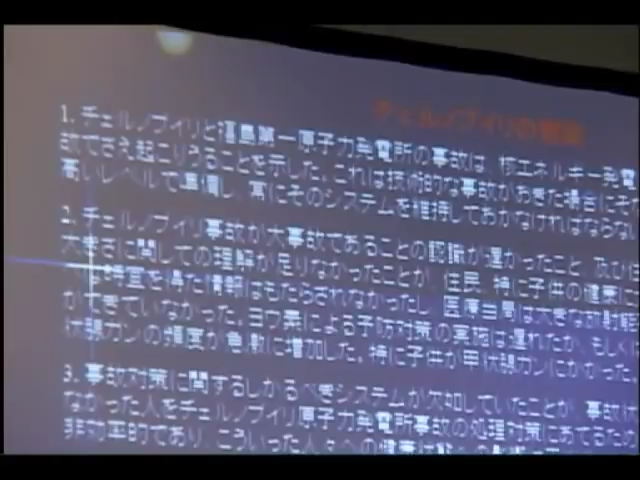 チェルノブイリの
1. チェルノブイリと福島第一原子力発電所の事故は、核エネルギー発電
故でさえ起こりうることを示した。これは技術的な事故がおきた場合にそ
高いレベルで準備し、常にそのシステムを維持しておかなければならない
2. チェルノブイリ事故が大事故であることの認識が遅かったこと 及び
大きさに関しての理解が足りなかったことが 住民 特に子供の健康に
時宜を得た情報はもたらされなかったし 医療当局は大きな放射
ができていなかった。ヨウ素による予防対策の実施は遅れたか もしく
状腺ガンの頻度が急激に増加した。特に子供が甲状腺ガンにかかった
3. 事故対策に関するしかるべきシステムが欠如していたことが 事故
なかった人をチェルノブイリ原子力発電所事故の処理対策にあてるため
非効率的であり こういった人々への健康